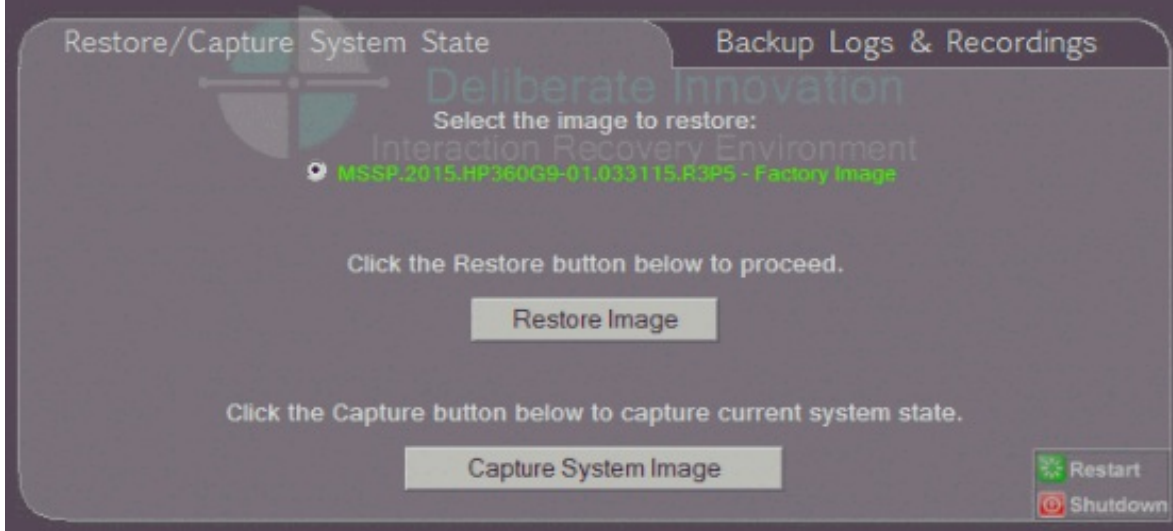 Restore/Capture System State
Backup Logs & Recordings
Deliberate Innovation
Select the image to restore:
Interaction Recovery Environment
MSSP.2015.HP360G9-01.033115.R3P5 - Factory Image
Click the Restore button below to proceed.
Restore Image
Click the Capture button below to capture current system state.
Capture System Image
Restart
Shutdown